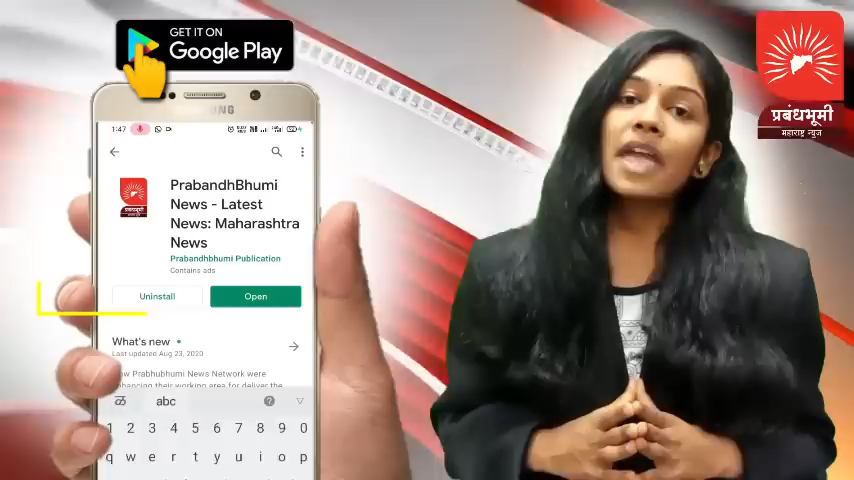 GET IT ON
Google Play
1:47
PrabandhBhumi
News - Latest
News: Maharashtra
News
Prabandhbhumi Publication
Contains ads
Uninstall
Open
What's new
Last updated Aug 23, 2020
Prabhubhumi News Network were
enhancing their working area for deliver the
abc
1 2 3 4 5 6 7 8 9 0
q w e r t y u i o p
प्रबंधभूमी
महाराष्ट्र न्यूज